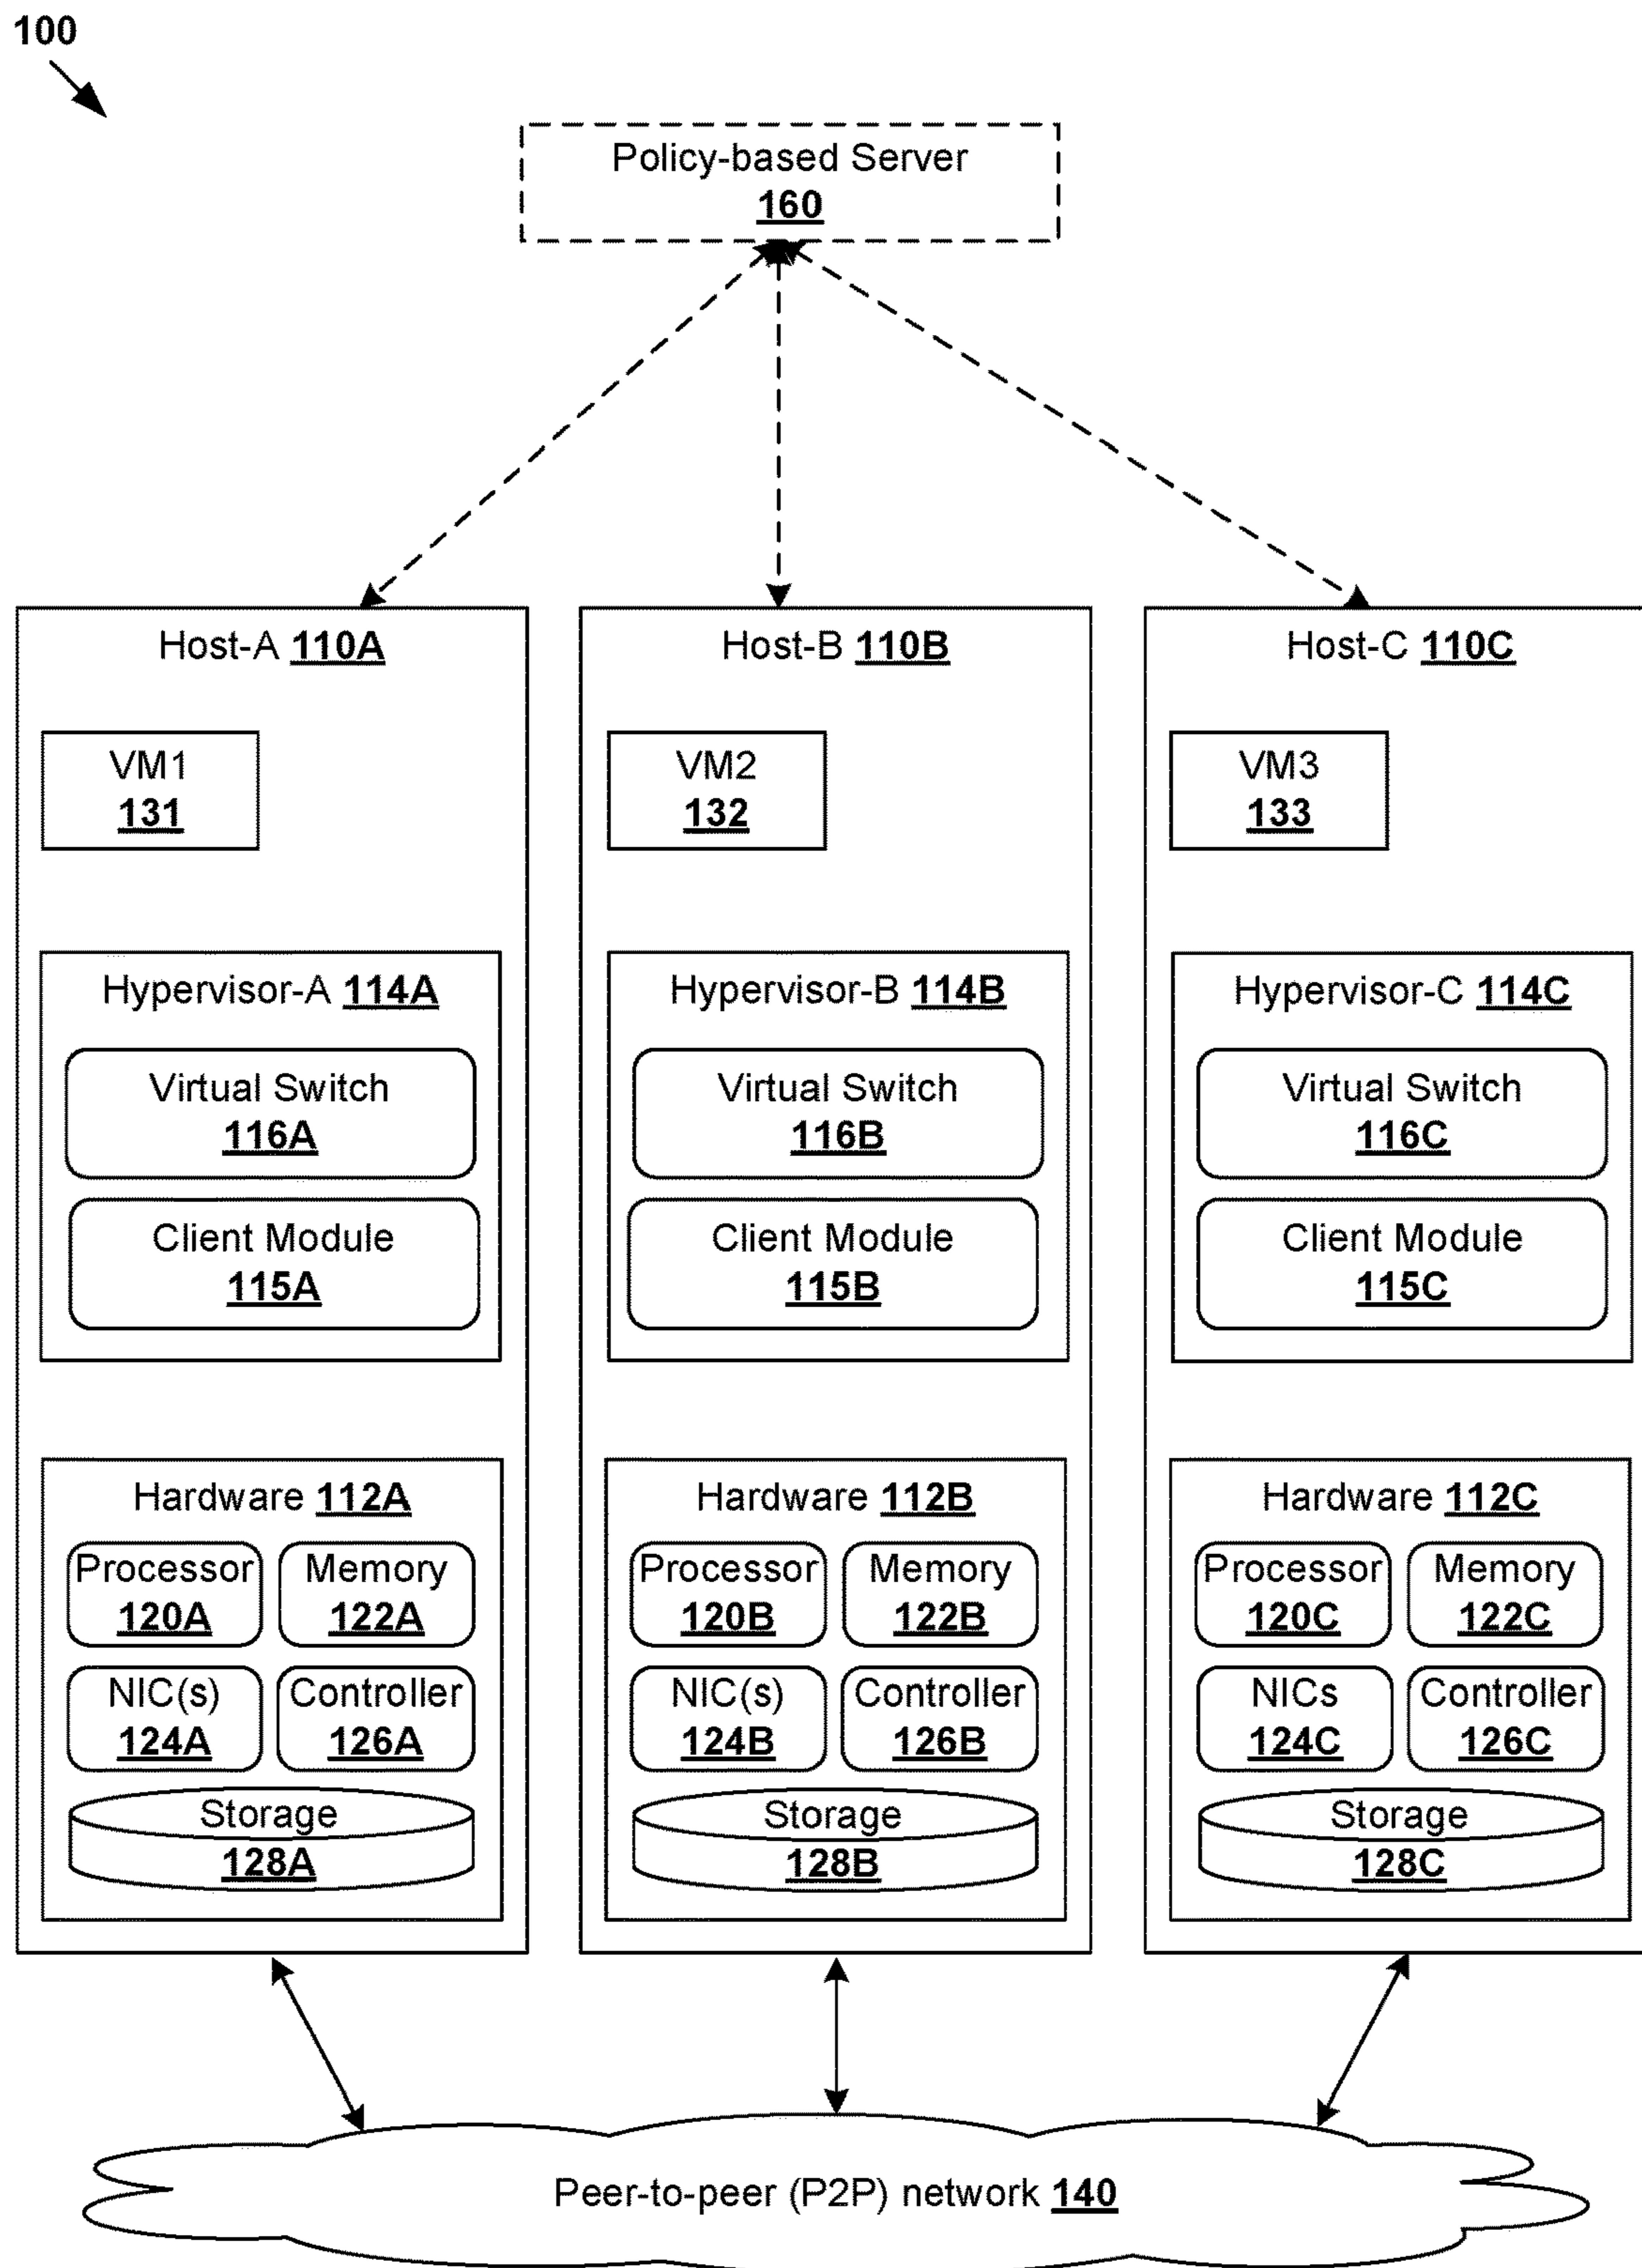 100
Policy-based Server
160
Host-A 110A
VM1
131
Hypervisor-A 114A
Virtual Switch
116A
Client Module
115A
Hardware 112A
Processor
120A
Memory
122A
NIC(s)
124A
Controller
126A
Storage
128A
Host-B 110B
VM2
132
Hypervisor-B 114B
Virtual Switch
116B
Client Module
115B
Hardware 112B
Processor
120B
Memory
122B
NIC(s)
124B
Controller
126B
Storage
128B
Host-C 110C
VM3
133
Hypervisor-C 114C
Virtual Switch
116C
Client Module
115C
Hardware 112C
Processor
120C
Memory
122C
NICs
124C
Controller
126C
Storage
128C
Peer-to-peer (P2P) network 140